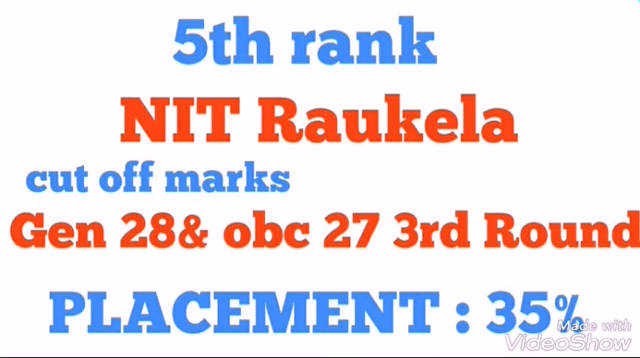 5th rank
NIT Raukela
cut off marks
Gen 28& obc 27 3rd Round
PLACEMENT : 35%
Made with
VideoShow